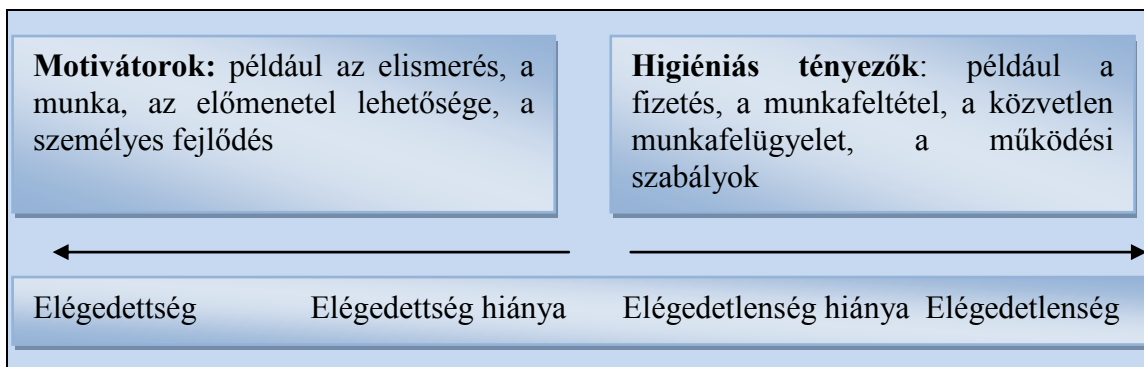 Motivátorok: például az elismerés, a
munka, az előmenetel lehetősége, a
személyes fejlődés
Higiéniás tényezők: például a
fizetés, a munkafeltétel, a közvetlen
munkafelügyelet, a működési
szabályok
Elégedettség Elégedettség hiánya Elégedetlenség hiánya Elégedetlenség